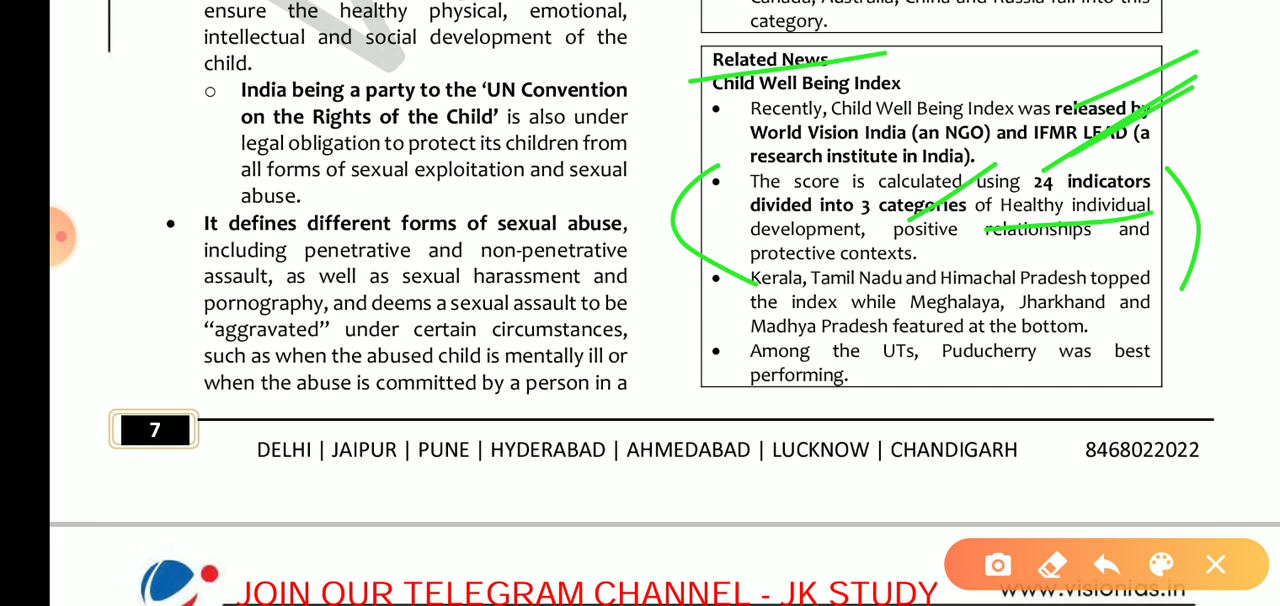 ensure the healthy physical, emotional,
intellectual and social development of the
child.
○ India being a party to the ‘UN Convention
on the Rights of the Child’ is also under
legal obligation to protect its children from
all forms of sexual exploitation and sexual
abuse.
• It defines different forms of sexual abuse,
including penetrative and non-penetrative
assault, as well as sexual harassment and
pornography, and deems a sexual assault to be
“aggravated” under certain circumstances,
such as when the abused child is mentally ill or
when the abuse is committed by a person in a
Canada, Australia, China and Russia fall into this
category.
Related News
Child Well Being Index
• Recently, Child Well Being Index was released by
World Vision India (an NGO) and IFMR LEAD (a
research institute in India).
• The score is calculated using 24 indicators
divided into 3 categories of Healthy individual
development, positive relationships and
protective contexts.
• Kerala, Tamil Nadu and Himachal Pradesh topped
the index while Meghalaya, Jharkhand and
Madhya Pradesh featured at the bottom.
• Among the UTs, Puducherry was best
performing.
7
DELHI | JAIPUR | PUNE | HYDERABAD | AHMEDABAD | LUCKNOW | CHANDIGARH 8468022022
JOIN OUR TELEGRAM CHANNEL - JK STUDY
www.visionias.in